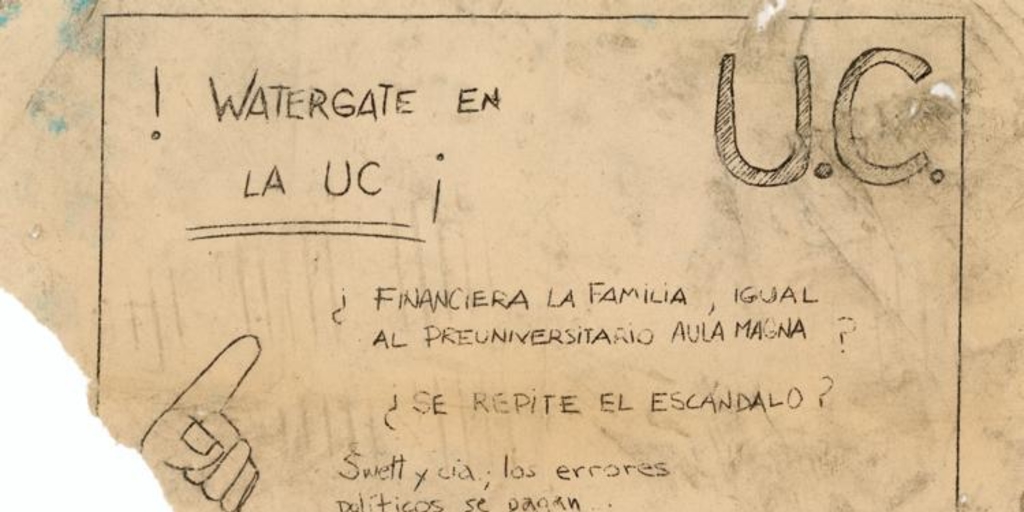 ! WATERGATE EN
LA UC ¡
U.C.
¿ FINANCIERA LA FAMILIA, IGUAL
AL PREUNIVERSITARIO AULA MAGNA ?
¿ SE REPITE EL ESCÁNDALO ?
Swett y cia; los errores
políticos se pagan...